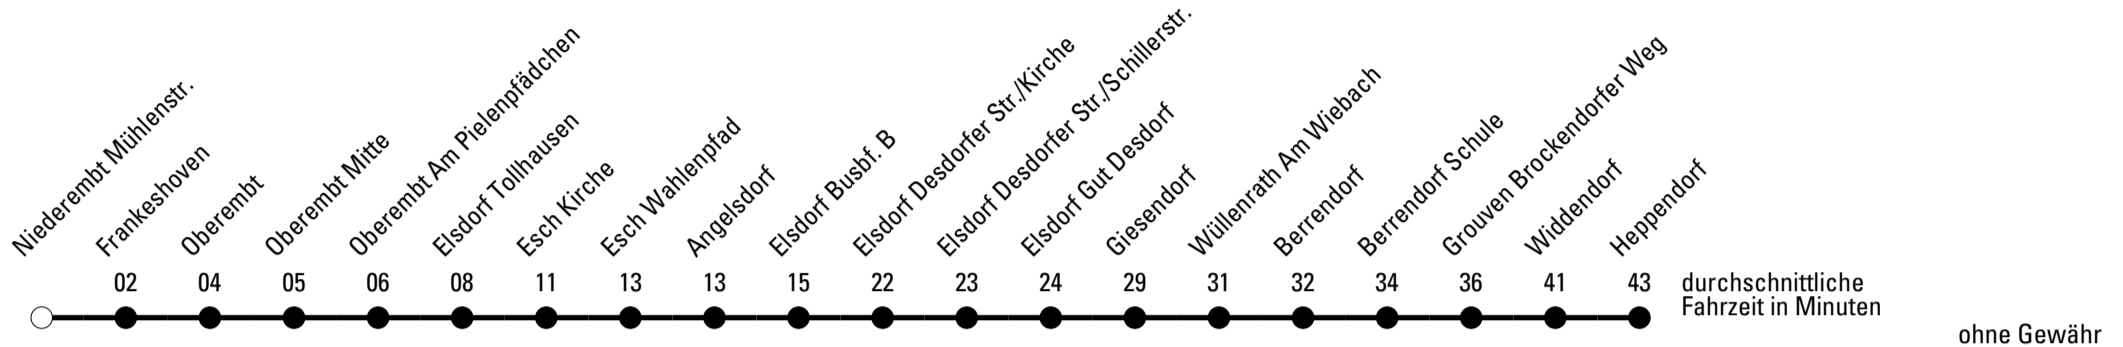 Niederembt Mühlenstr.
Frankeshoven
Oberembt
Oberembt Mitte
Oberembt Am Pielenpfädchen
Elsdorf Tollhausen
Esch Kirche
Esch Wahlenpfad
Angelsdorf
Elsdorf Busbf. B
Elsdorf Desdorfer Str./Kirche
Elsdorf Desdorfer Str./Schillerstr.
Elsdorf Gut Desdorf
Giesendorf
Wüllenrath Am Wiebach
Berrendorf
Berrendorf Schule
Grouven Brockendorfer Weg
Widdendorf
Heppendorf
02 04 05 06 08 11 13 13 15 22 23 24 29 31 32 34 36 41 43 durchschnittliche
Fahrzeit in Minuten
ohne Gewähr